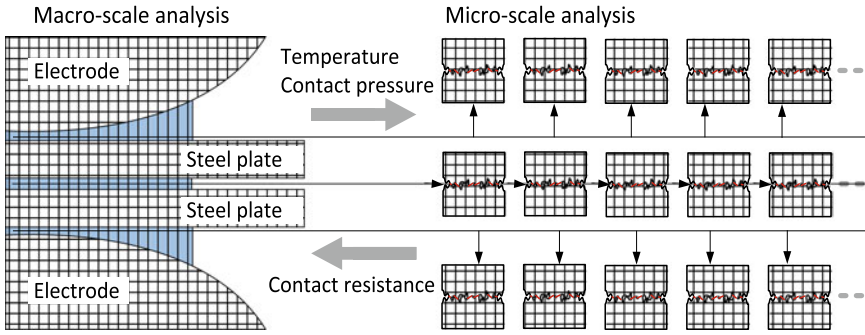 Macro-scale analysis
Micro-scale analysis
Electrode
Temperature
Contact pressure
Steel plate
Steel plate
Contact resistance
Electrode